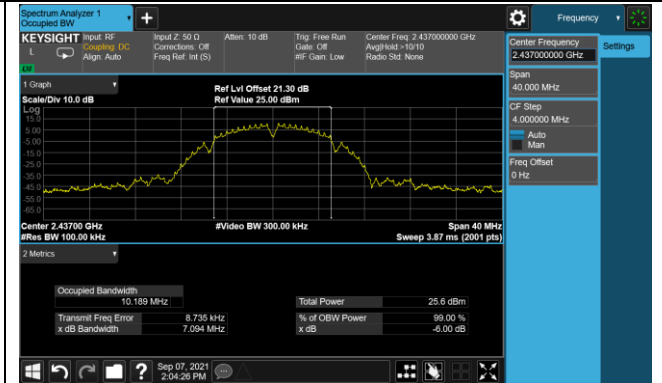 Spectrum Analyzer 1
Occupied BW
Frequency
KEYSIGHT
L
Input: RF
Coupling: DC
Align: Auto
Input Z: 50 Ω
Corrections: Off
Freq Ref: Int (S)
Atten: 10 dB
Trig: Free Run
Gate: Off
#IF Gain: Low
Center Freq: 2.437000000 GHz
Avg|Hold:>10/10
Radio Std: None
Center Frequency
2.437000000 GHz
Settings
Span
40.000 MHz
CF Step
4.000000 MHz
Auto
Man
Freq Offset
0 Hz
1 Graph
Scale/Div 10.0 dB
Ref Lvl Offset 21.30 dB
Ref Value 25.00 dBm
Log
15.0
5.00
-5.00
-15.0
-25.0
-35.0
-45.0
-55.0
-65.0
Center 2.43700 GHz
#Res BW 100.00 kHz
#Video BW 300.00 kHz
Span 40 MHz
Sweep 3.87 ms (2001 pts)
2 Metrics
Occupied Bandwidth
10.189 MHz
Total Power 25.6 dBm
Transmit Freq Error 8.735 kHz
% of OBW Power 99.00 %
x dB Bandwidth 7.094 MHz
x dB -6.00 dB
Sep 07, 2021
2:04:26 PM